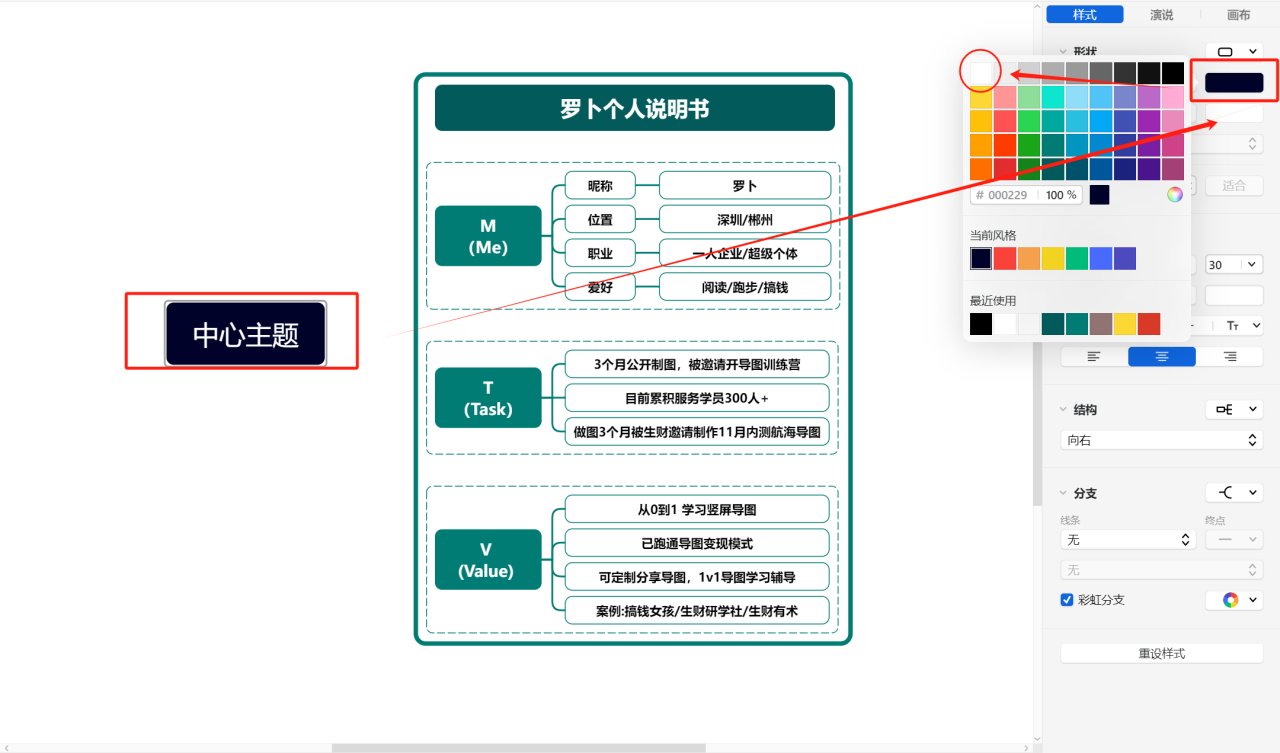 样式
演说
画布
形状
罗卜个人说明书
M
(Me)
昵称
罗卜
位置
深圳/郴州
职业
一人企业/超级个体
爱好
阅读/跑步/搞钱
中心主题
T
(Task)
3个月公开制图，被邀请开导图训练营
目前累积服务学员300人+
做图3个月被生财邀请制作11月内测航海导图
V
(Value)
从0到1 学习竖屏导图
已跑通导图变现模式
可定制分享导图，1v1导图学习辅导
案例:搞钱女孩/生财研学社/生财有术
# 000229
100 %
适合
当前风格
30
最近使用
Tт
结构
向右
分支
线条
终点
无
无
彩虹分支
重设样式